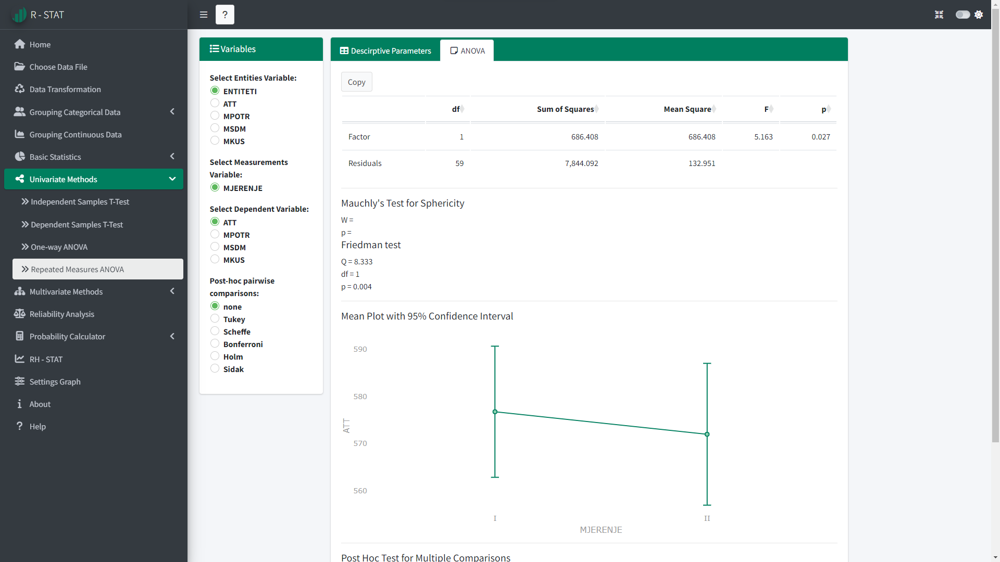 R - STAT
?
Home
Choose Data File
Data Transformation
Grouping Categorical Data
Grouping Continuous Data
Basic Statistics
Univariate Methods
Independent Samples T-Test
Dependent Samples T-Test
One-way ANOVA
Repeated Measures ANOVA
Multivariate Methods
Reliability Analysis
Probability Calculator
RH - STAT
Settings Graph
About
Help
Variables
Select Entities Variable:
ENTITETI
ATT
MPOTR
MSDM
MKUS
Select Measurements
Variable:
MJERENJE
Select Dependent Variable:
ATT
MPOTR
MSDM
MKUS
Post-hoc pairwise
comparisons:
none
Tukey
Scheffe
Bonferroni
Holm
Sidak
Descirptive Parameters
ANOVA
Copy
df Sum of Squares Mean Square F p
Factor 1 686.408 686.408 5.163 0.027
Residuals 59 7,844.092 132.951
Mauchly's Test for Sphericity
W =
p =
Friedman test
Q = 8.333
df = 1
p = 0.004
Mean Plot with 95% Confidence Interval
590
580
570
560
ATT
I II
MJERENJE
Post Hoc Test for Multiple Comparisons